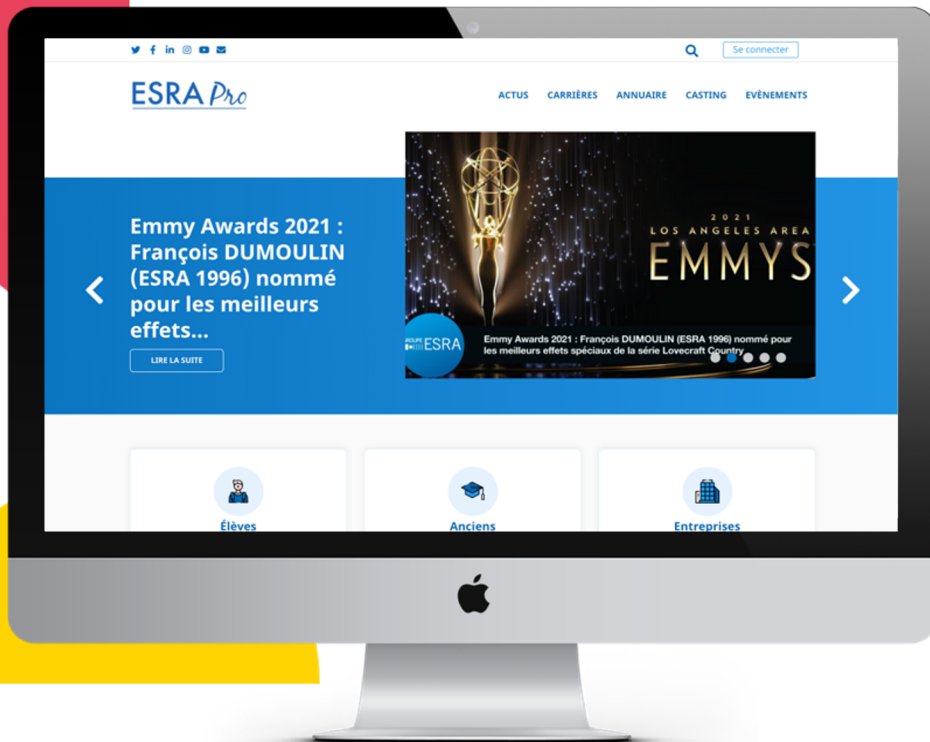 Se connecter
ESRA Pro
ACTUS CARRIÈRES ANNUAIRE CASTING EVÈNEMENTS
Emmy Awards 2021 :
François DUMOULIN
(ESRA 1996) nommé
pour les meilleurs
effets...
LIRE LA SUITE
2021
LOS ANGELES AREA
EMMYS
ESRA
Emmy Awards 2021 : François DUMOULIN (ESRA 1996) nommé pour
les meilleurs effets spéciaux de la série Lovecraft Country
Élèves
Anciens
Entreprises